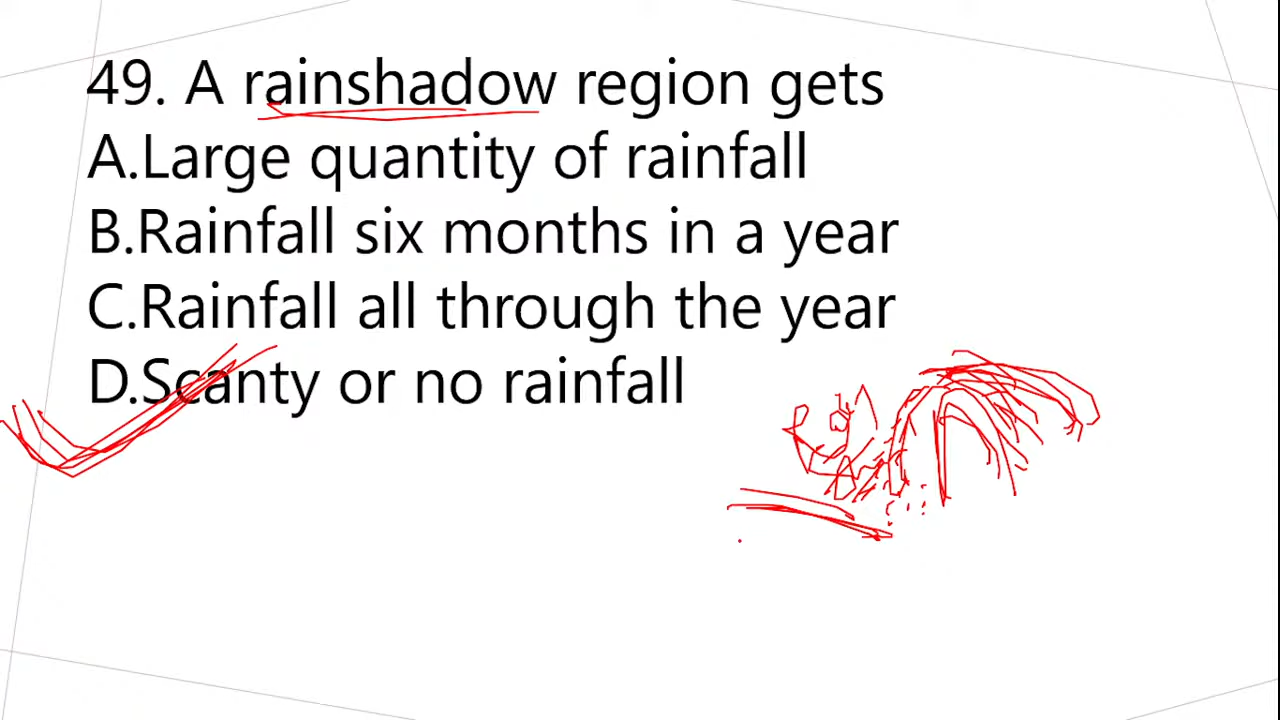 49. A rainshadow region gets
A.Large quantity of rainfall
B.Rainfall six months in a year
C.Rainfall all through the year
D.Scanty or no rainfall